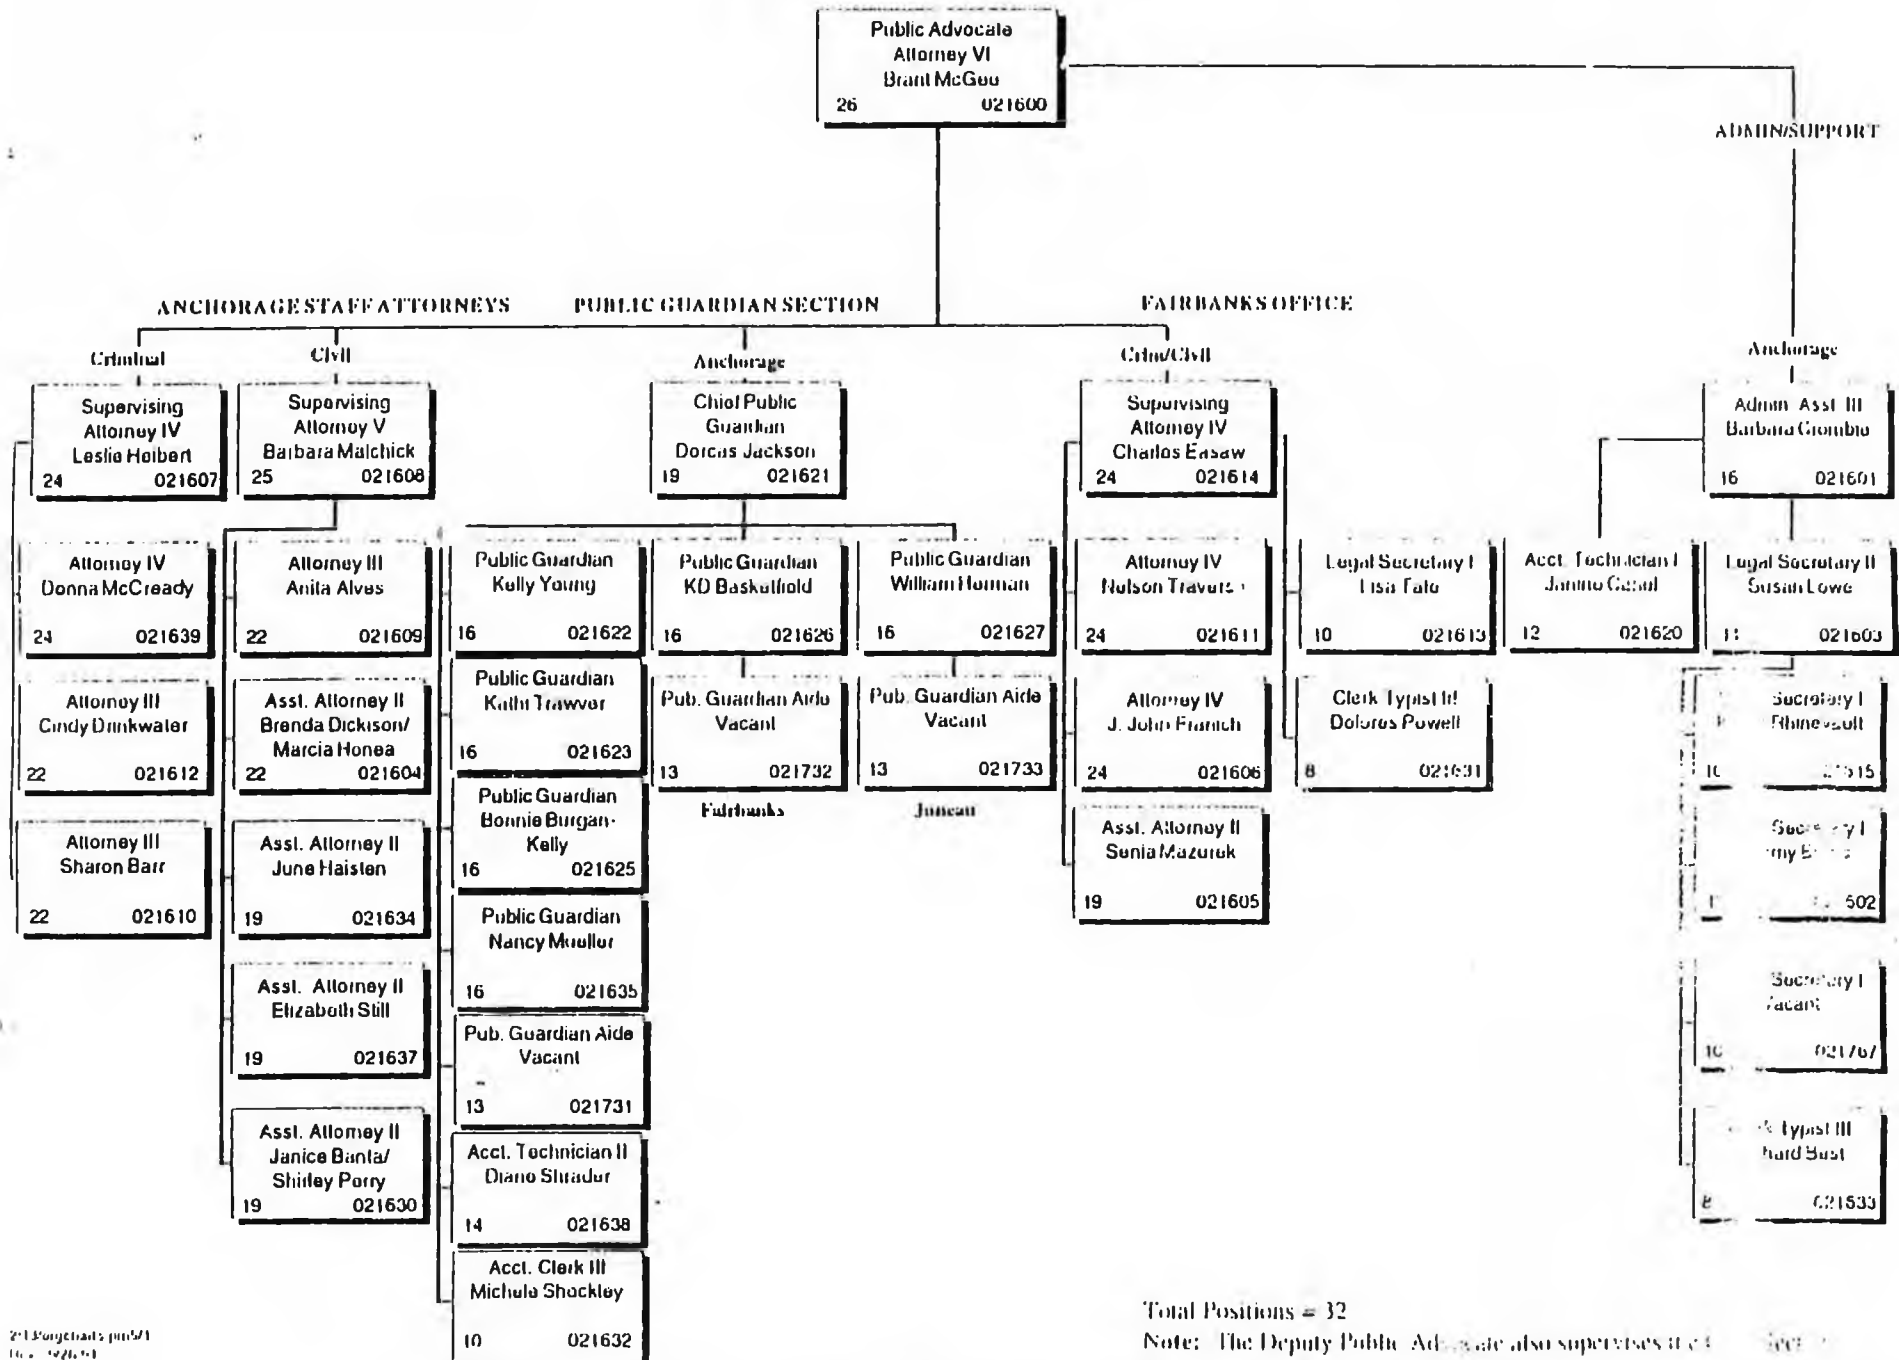 Public Advocate
Attorney VI
Brant McGee
26 021600
ADMIN/SUPPORT
ANCHORAGE STAFF ATTORNEYS PUBLIC GUARDIAN SECTION FAIRBANKS OFFICE
Criminal
Supervising
Attorney IV
Leslie Heibert
24 021607
Attorney IV
Donna McCready
24 021639
Attorney III
Cindy Drinkwater
22 021612
Attorney III
Sharon Barr
22 021610
Civil
Supervising
Attorney V
Barbara Malchick
25 021608
Attorney III
Anita Alves
22 021609
Asst. Attorney II
Brenda Dickison/
Marcia Honea
22 021604
Asst. Attorney II
June Haisten
19 021634
Asst. Attorney II
Elizabeth Still
19 021637
Asst. Attorney II
Janice Banta/
Shirley Perry
19 021630
Anchorage
Chief Public
Guardian
Dorcas Jackson
19 021621
Public Guardian
Kelly Young
16 021622
Public Guardian
Kathi Trawver
16 021623
Public Guardian
Bonnie Burgan-
Kelly
16 021625
Public Guardian
Nancy Mueller
16 021635
Pub. Guardian Aide
Vacant
13 021731
Acct. Technician II
Diane Shrader
14 021638
Acct. Clerk III
Michele Shockley
10 021632
Public Guardian
KD Basketfield
16 021626
Pub. Guardian Aide
Vacant
13 021732
Fairbanks
Public Guardian
William Herman
16 021627
Pub. Guardian Aide
Vacant
13 021733
Juneau
Crim/Civil
Supervising
Attorney IV
Charles Easaw
24 021614
Attorney IV
Nelson Traverso
24 021611
Attorney IV
J. John Franich
24 021606
Asst. Attorney II
Senia Mazurek
19 021605
Legal Secretary I
Lisa
10 021613
Clerk Typist III
Dolores Powell
8 021631
Anchorage
Admin. Asst. III
Barbara
16 021601
Acct. Technician I
12 021620
Legal Secretary II
Susan Lowe
11 021603
Secretary I
Secretary I
502
Secretary I
Vacant
10 021767
Typist III
8
Total Positions = 32
Note: The Deputy Public Advocate also supervises